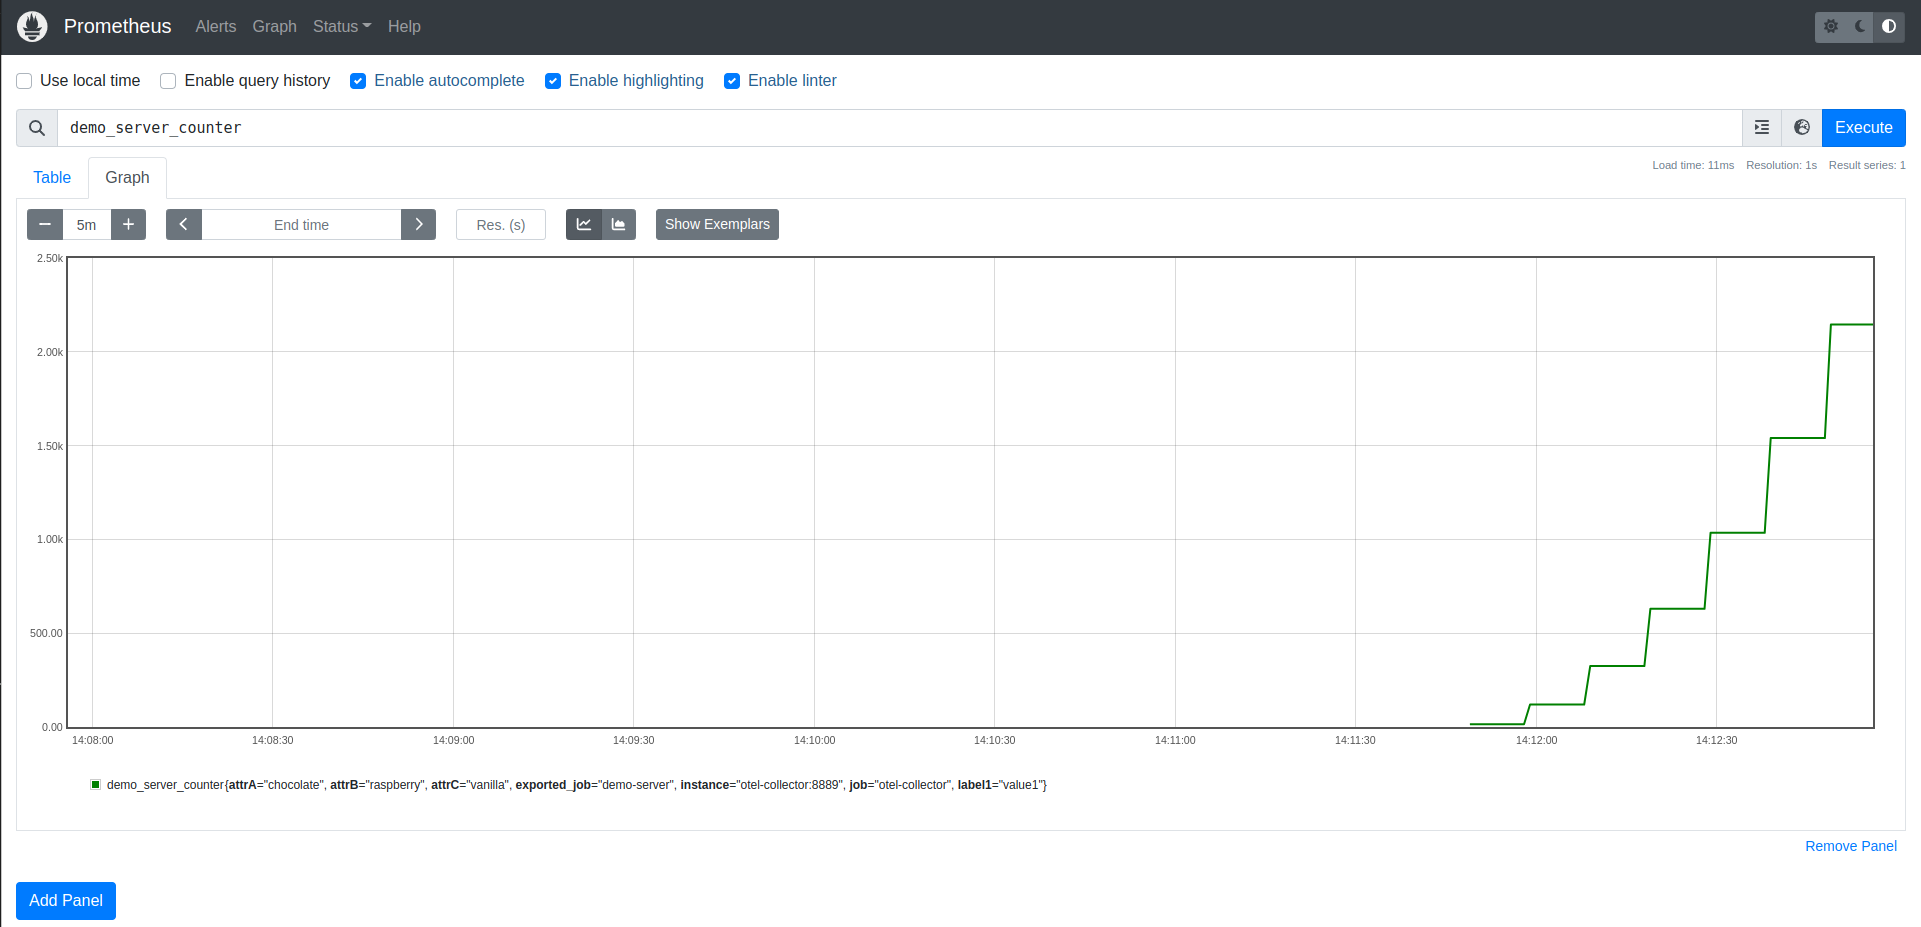 Prometheus Alerts Graph Status Help
Use local time Enable query history Enable autocomplete Enable highlighting Enable linter
demo_server_counter Execute
Table Graph Load time: 11ms Resolution: 1s Result series: 1
5m End time Res. (s) Show Exemplars
2.50k
2.00k
1.50k
1.00k
500.00
0.00
14:08:00 14:08:30 14:09:00 14:09:30 14:10:00 14:10:30 14:11:00 14:11:30 14:12:00 14:12:30
demo_server_counter{attrA="chocolate", attrB="raspberry", attrC="vanilla", exported_job="demo-server", instance="otel-collector:8889", job="otel-collector", label1="value1"}
Remove Panel
Add Panel